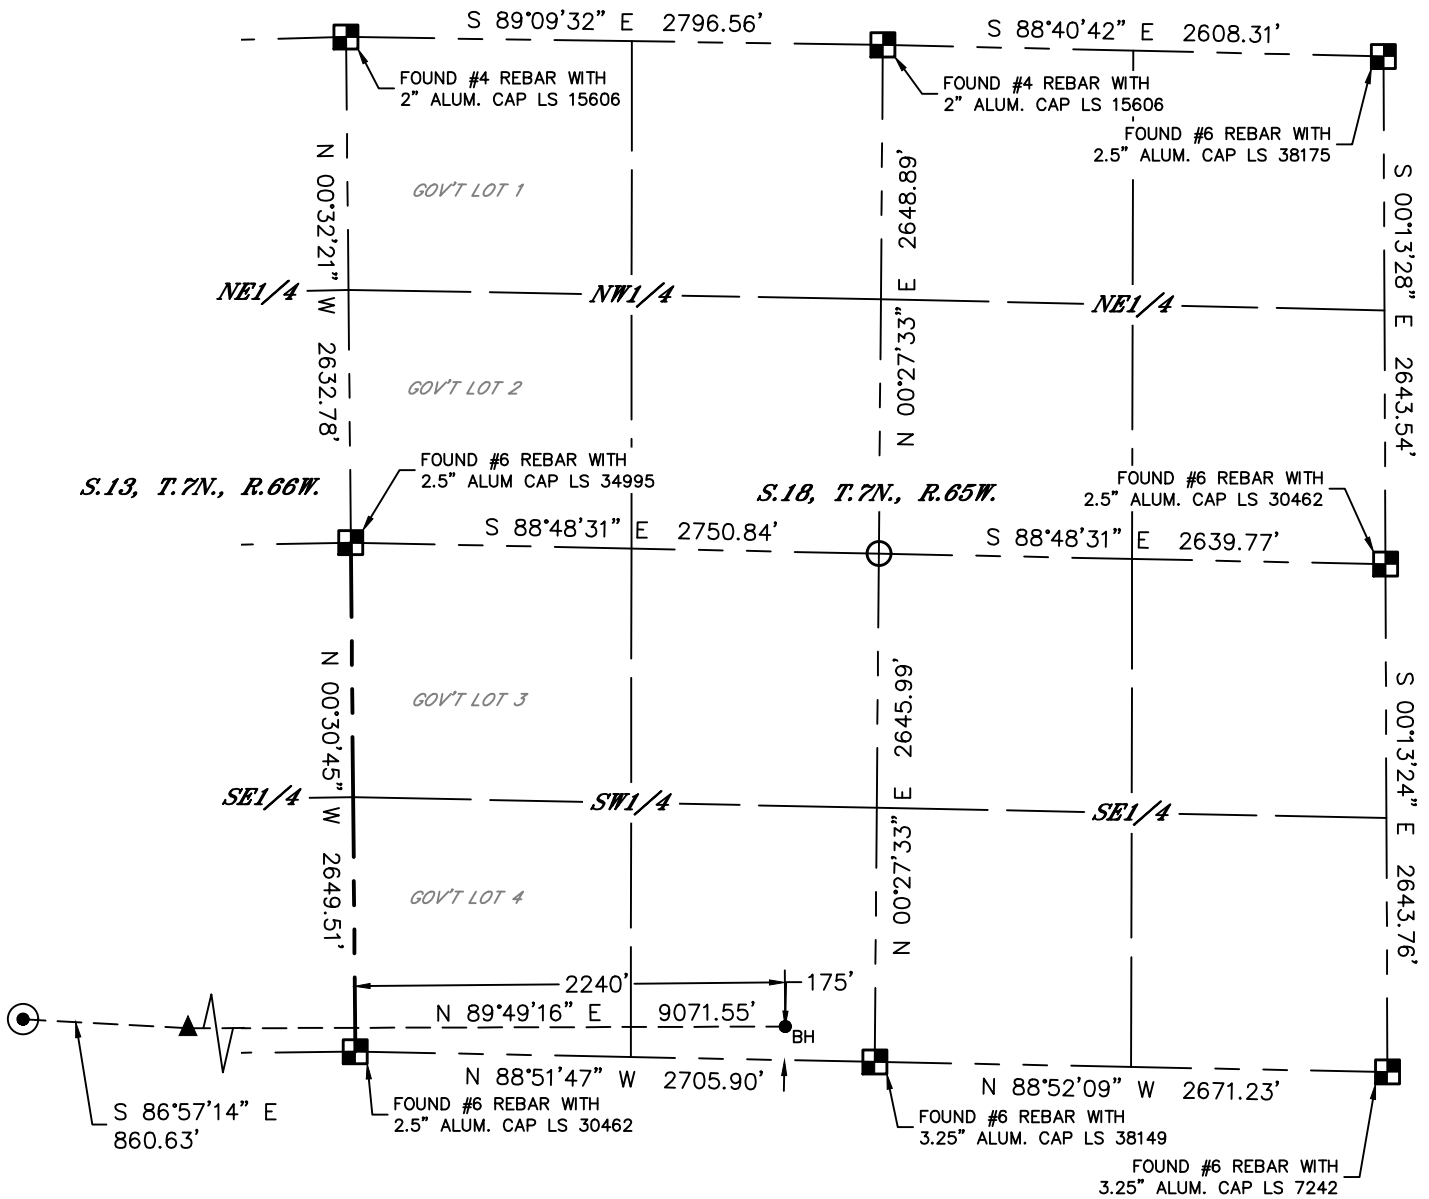 S 89°09'32" E 2796.56'
S 88°40'42" E 2608.31'
FOUND #4 REBAR WITH
2" ALUM. CAP LS 15606
FOUND #4 REBAR WITH
2" ALUM. CAP LS 15606
FOUND #6 REBAR WITH
2.5" ALUM. CAP LS 38175
N 00°32'21" W 2632.78'
GOV'T LOT 1
N 00°27'33" E 2648.89'
S 00°13'28" E 2643.54'
NE1/4
NW1/4
NE1/4
GOV'T LOT 2
S.13, T.7N., R.66W.
FOUND #6 REBAR WITH
2.5" ALUM CAP LS 34995
S.18, T.7N., R.65W.
FOUND #6 REBAR WITH
2.5" ALUM. CAP LS 30462
S 88°48'31" E 2750.84'
S 88°48'31" E 2639.77'
N 00°30'45" W 2649.51'
GOV'T LOT 3
N 00°27'33" E 2645.99'
S 00°13'24" E 2643.76'
SE1/4
SW1/4
SE1/4
GOV'T LOT 4
2240'
175'
N 89°49'16" E 9071.55'
BH
N 88°51'47" W 2705.90'
N 88°52'09" W 2671.23'
S 86°57'14" E
860.63'
FOUND #6 REBAR WITH
2.5" ALUM. CAP LS 30462
FOUND #6 REBAR WITH
3.25" ALUM. CAP LS 38149
FOUND #6 REBAR WITH
3.25" ALUM. CAP LS 7242